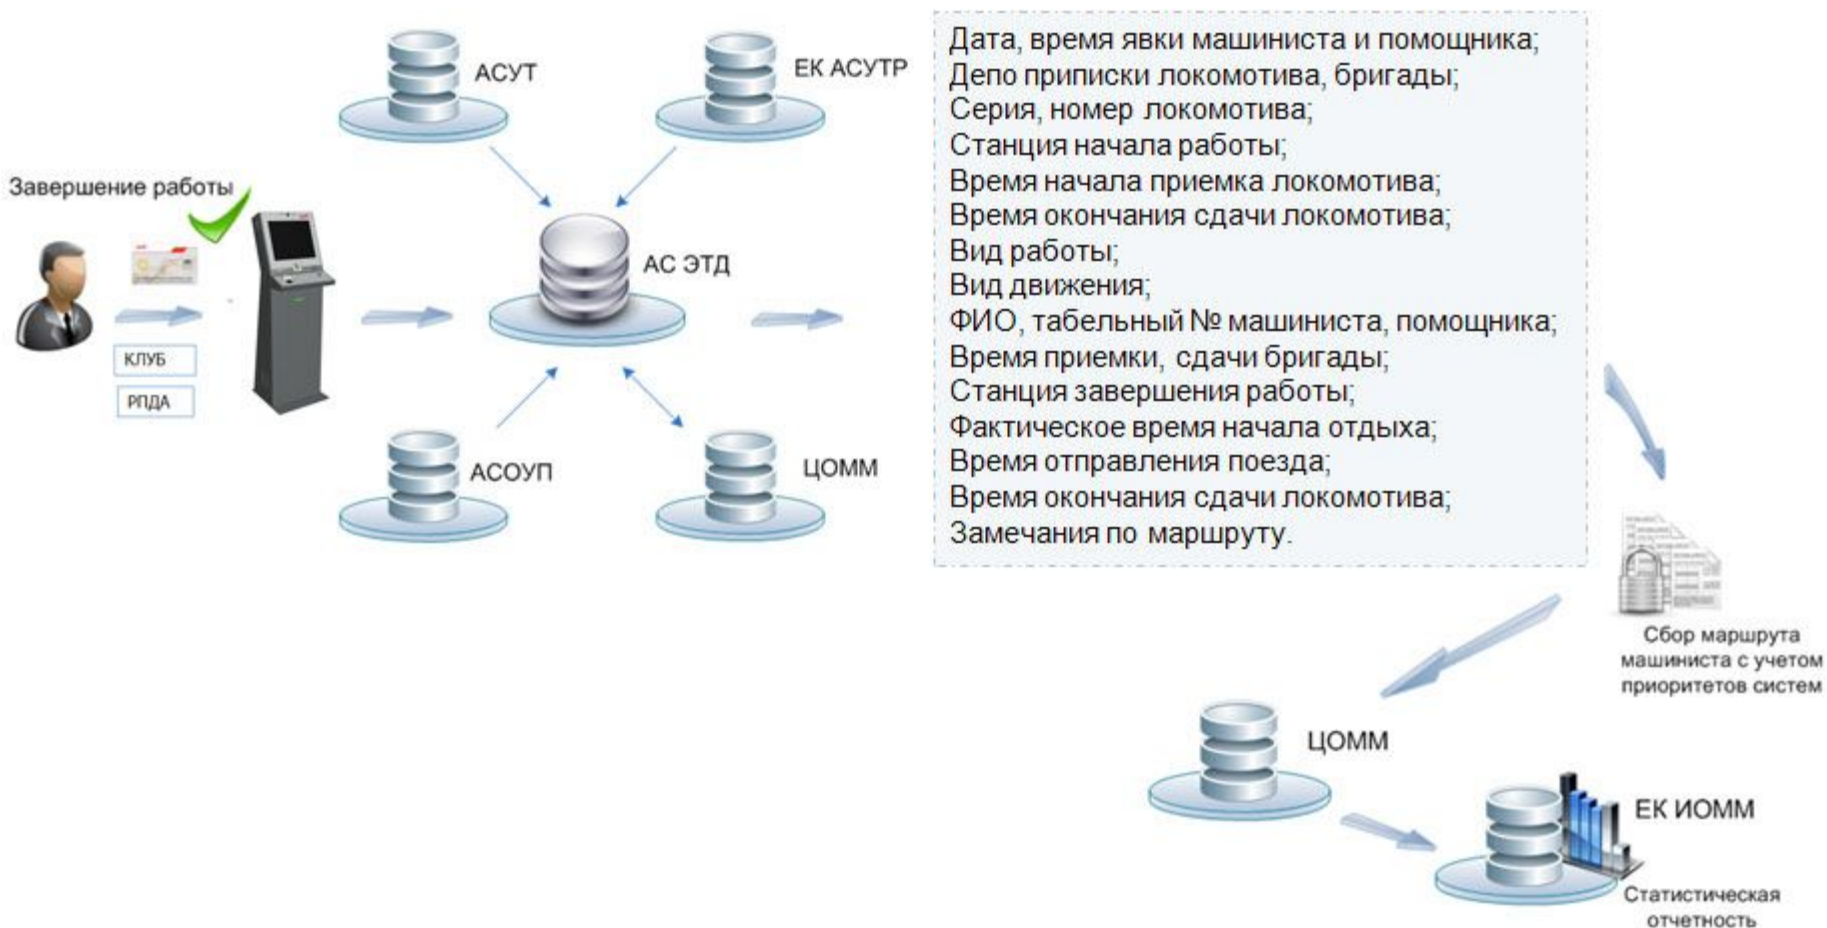 АСУТ
ЕК АСУТР
Завершение работы
КЛУБ
РПДА
АС ЭТД
АСОУП
ЦОММ
Дата, время явки машиниста и помощника;
Депо приписки локомотива, бригады;
Серия, номер локомотива;
Станция начала работы;
Время начала приемка локомотива;
Время окончания сдачи локомотива;
Вид работы;
Вид движения;
ФИО, табельный № машиниста, помощника;
Время приемки, сдачи бригады;
Станция завершения работы;
Фактическое время начала отдыха;
Время отправления поезда;
Время окончания сдачи локомотива;
Замечания по маршруту.
Сбор маршрута
машиниста с учетом
приоритетов систем
ЦОММ
ЕК ИОММ
Статистическая
отчетность